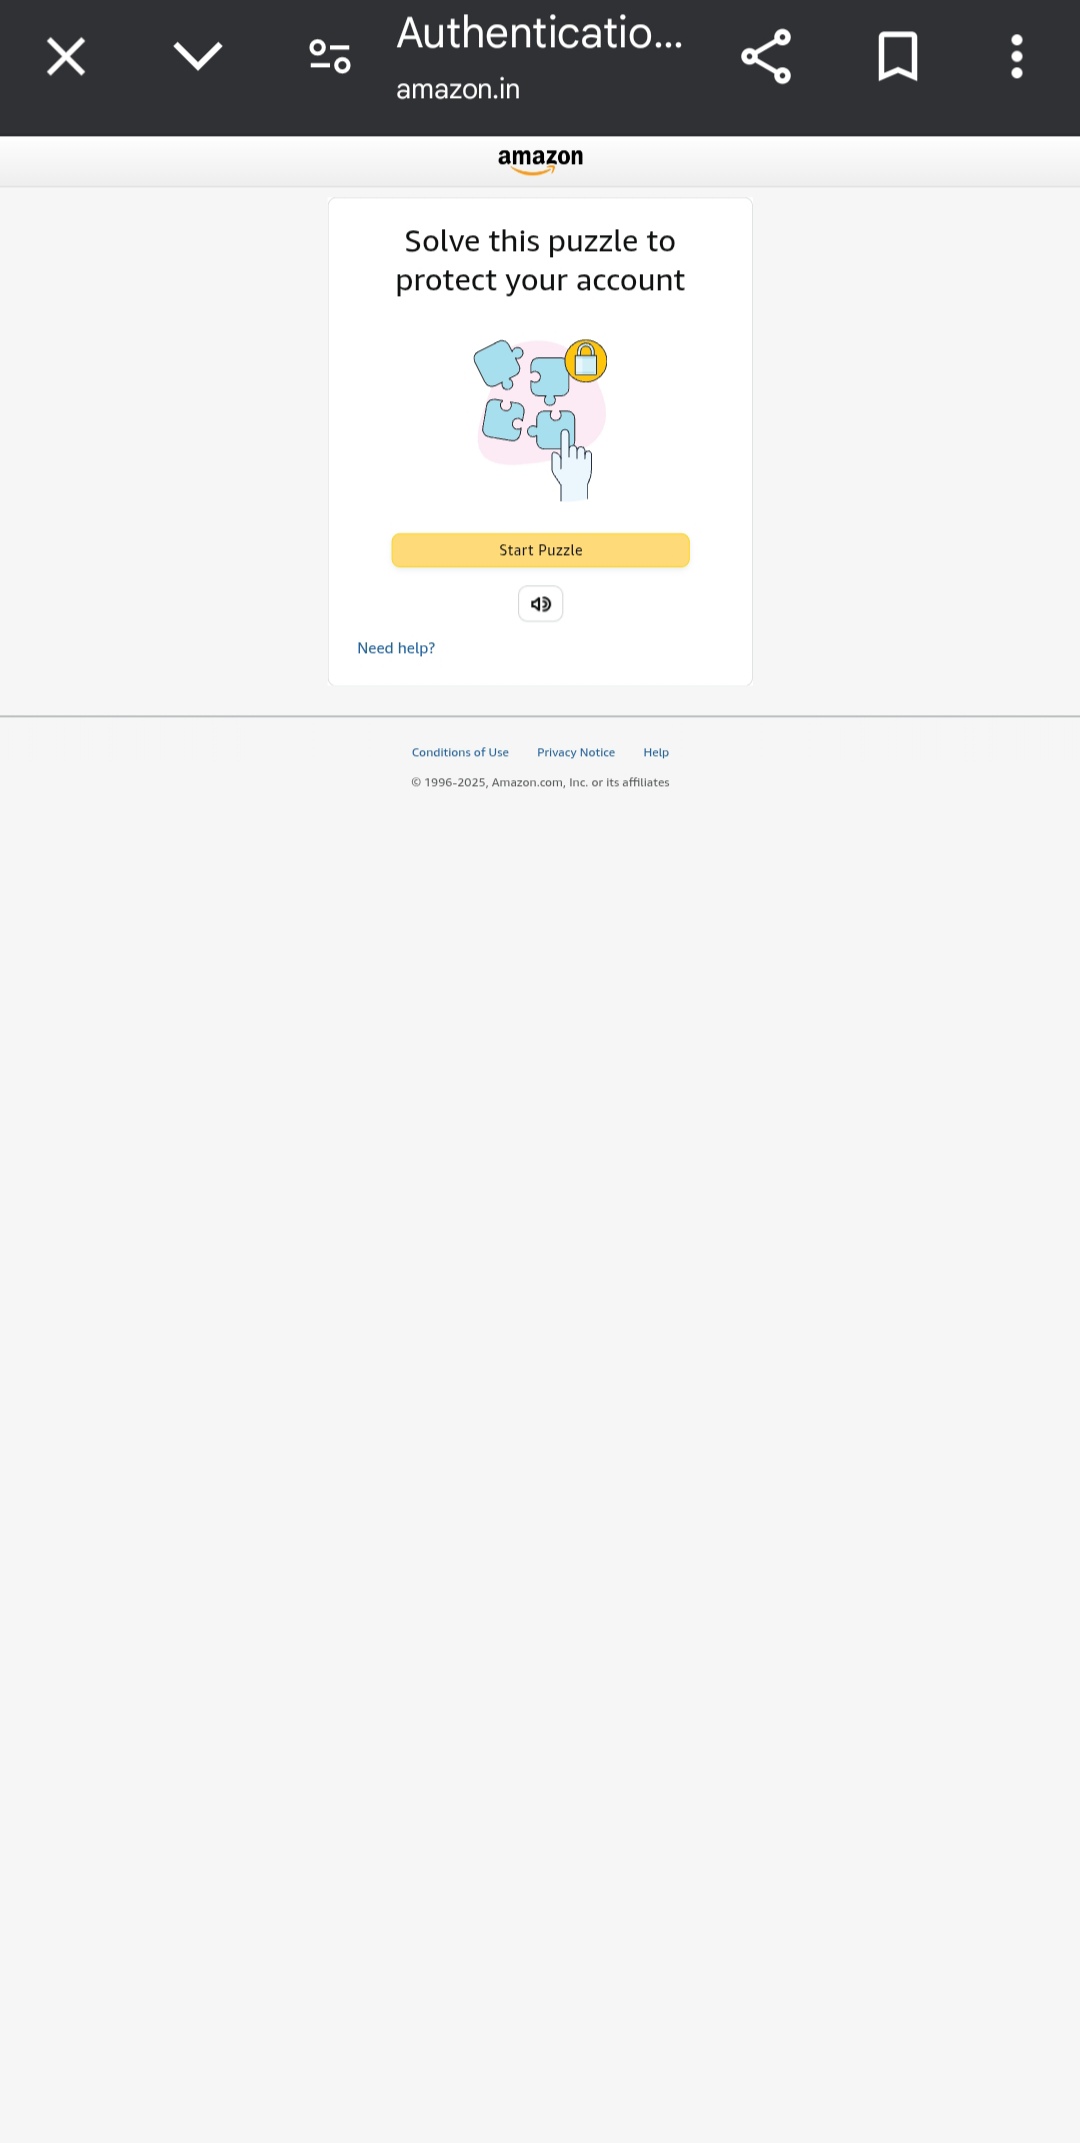 Authenticatio...
amazon.in
amazon
Solve this puzzle to
protect your account
Start Puzzle
Need help?
Conditions of Use Privacy Notice Help
© 1996-2025, Amazon.com, Inc. or its affiliates